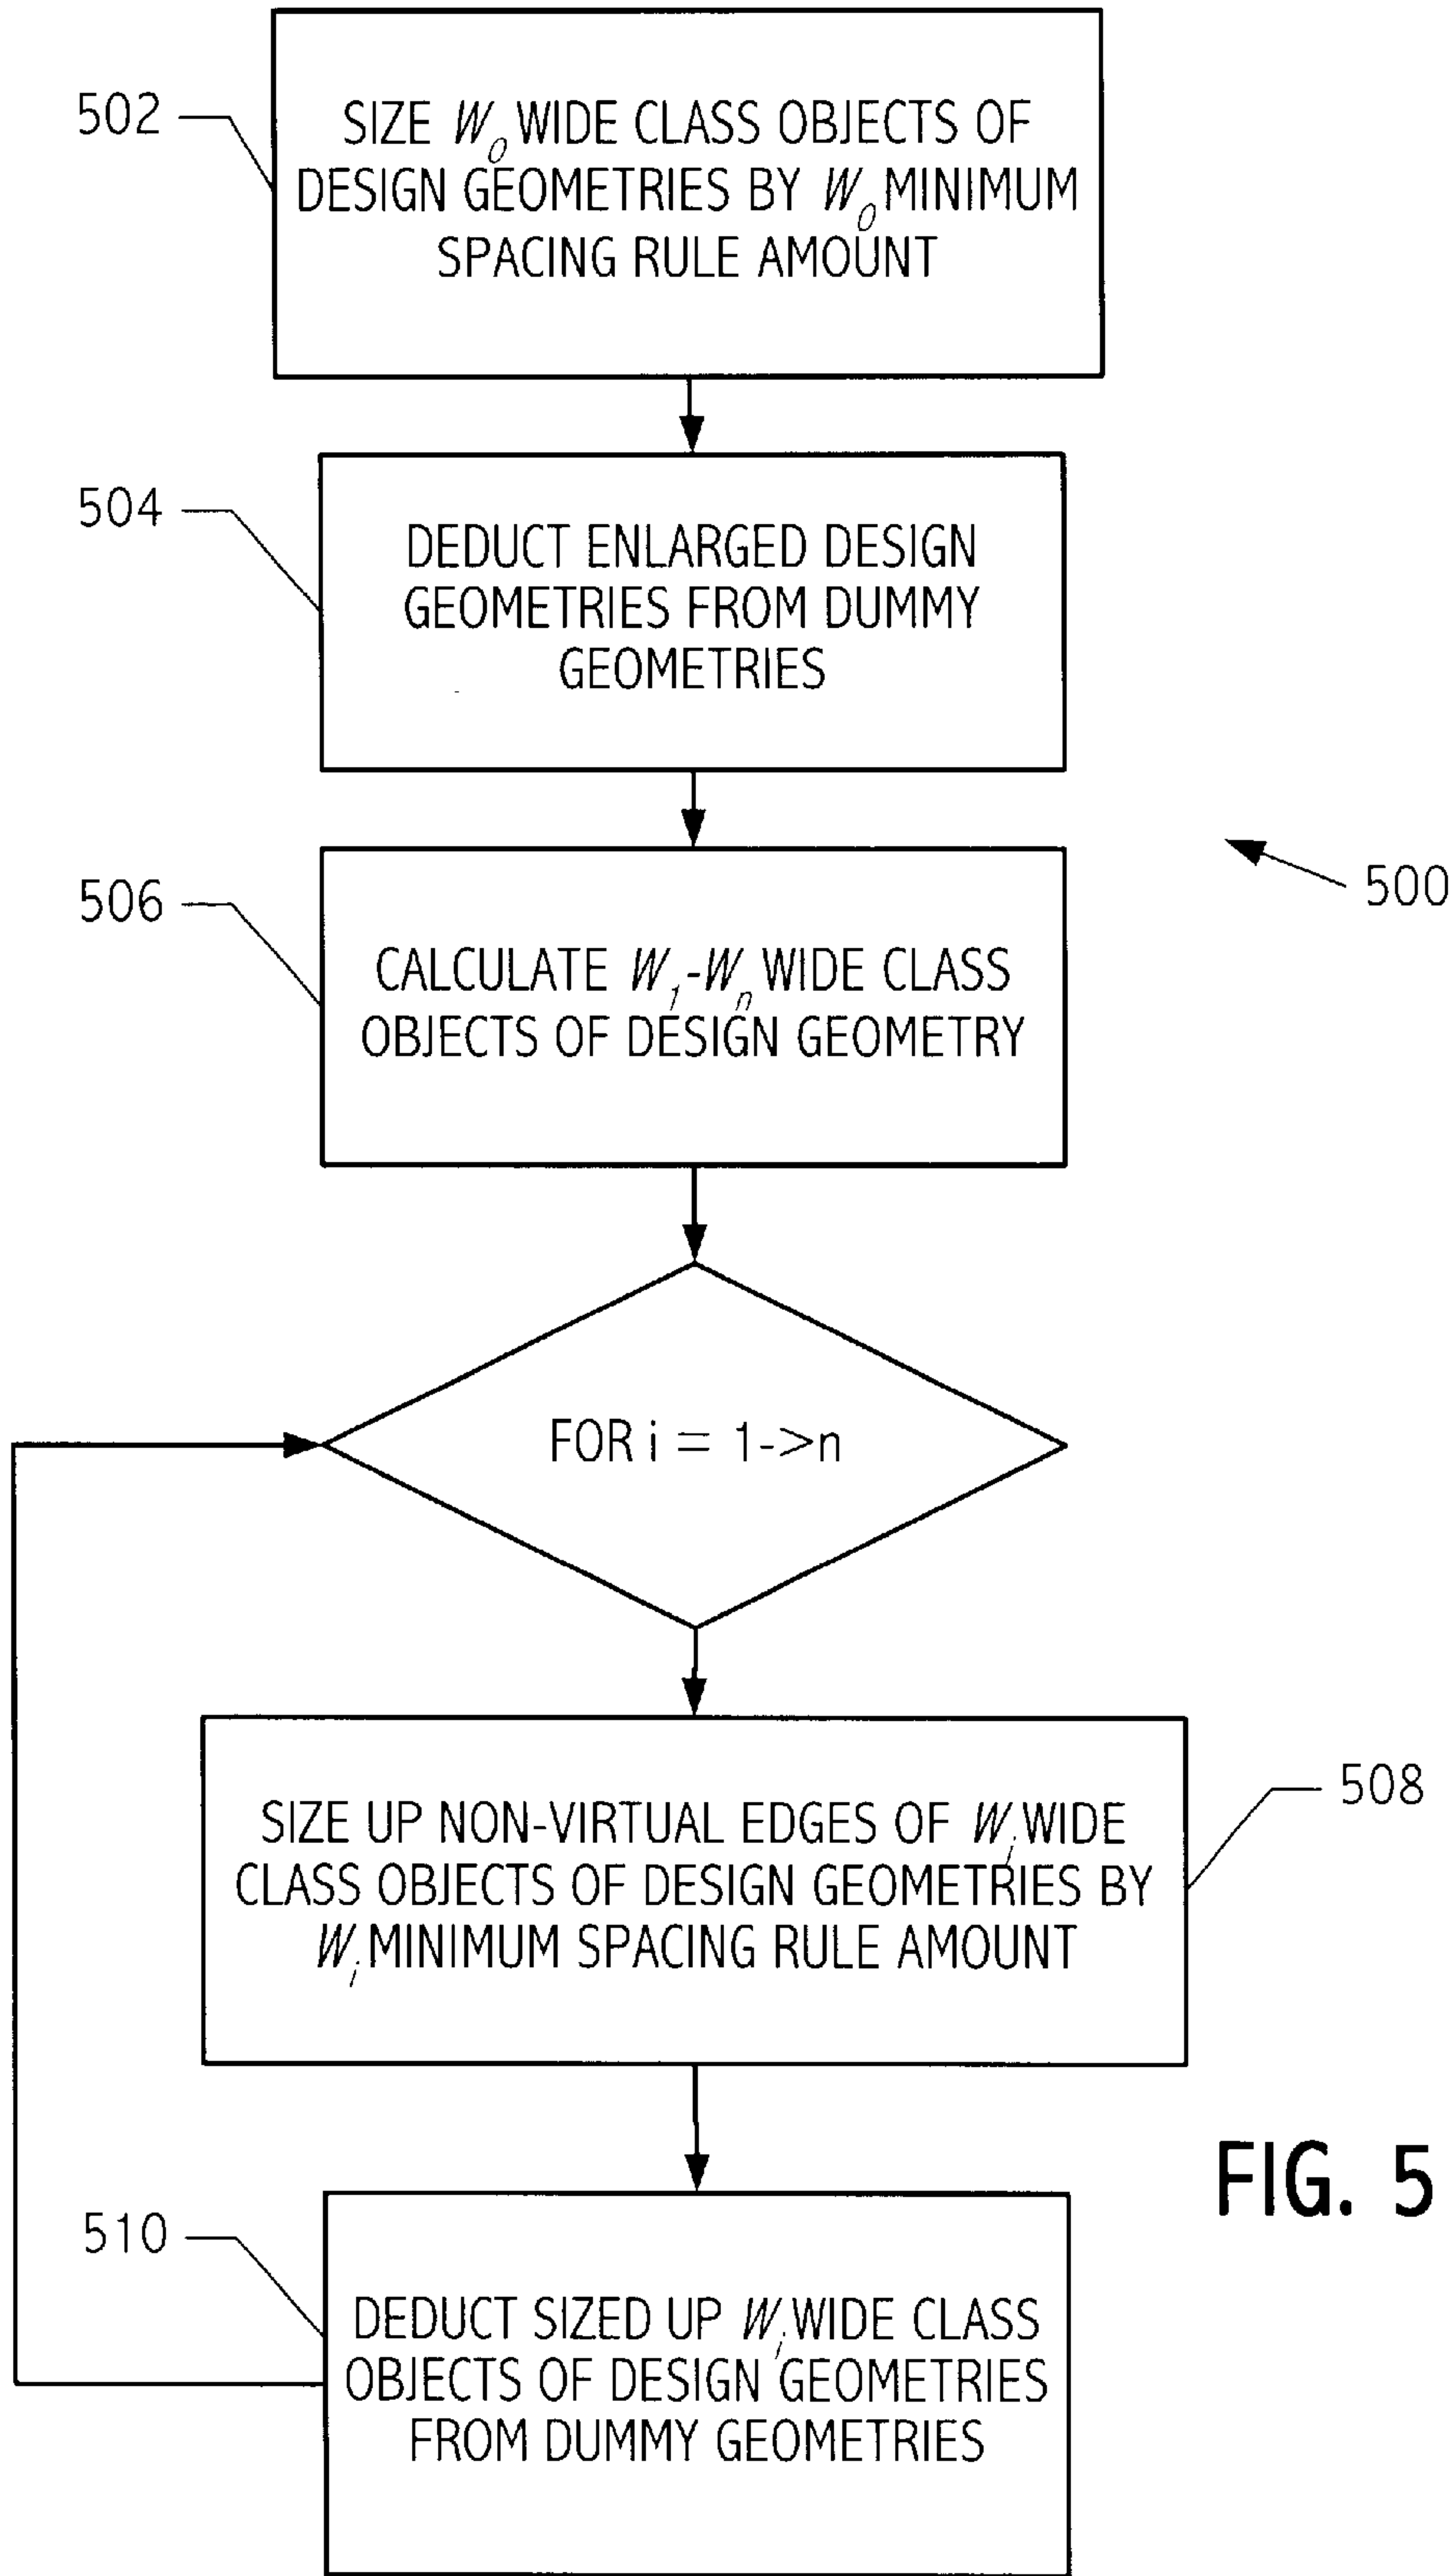 502
SIZE W0 WIDE CLASS OBJECTS OF
DESIGN GEOMETRIES BY W0 MINIMUM
SPACING RULE AMOUNT
504
DEDUCT ENLARGED DESIGN
GEOMETRIES FROM DUMMY
GEOMETRIES
500
506
CALCULATE W1-Wn WIDE CLASS
OBJECTS OF DESIGN GEOMETRY
FOR i = 1->n
508
SIZE UP NON-VIRTUAL EDGES OF Wi WIDE
CLASS OBJECTS OF DESIGN GEOMETRIES BY
Wi MINIMUM SPACING RULE AMOUNT
FIG. 5
510
DEDUCT SIZED UP Wi WIDE CLASS
OBJECTS OF DESIGN GEOMETRIES
FROM DUMMY GEOMETRIES